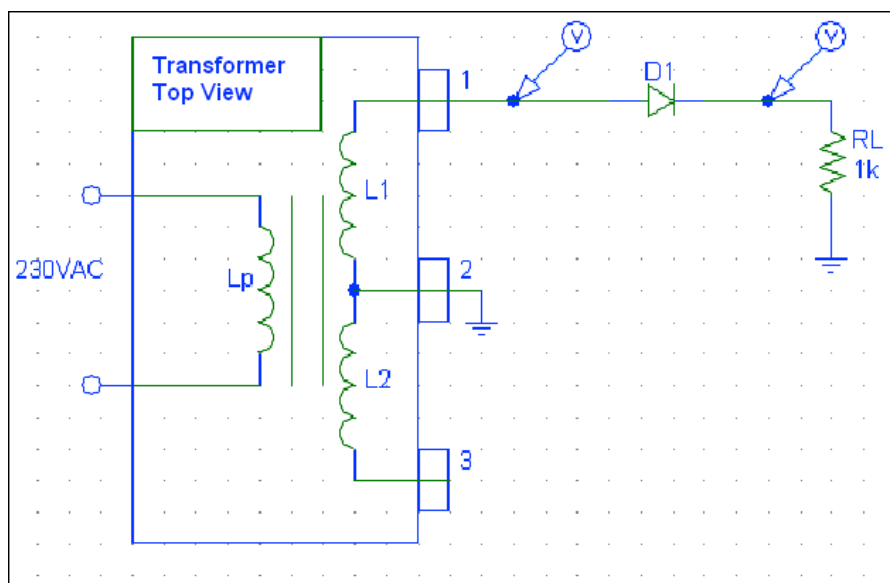 Transformer
Top View
1
V
D1
V
RL
1k
L1
230VAC
Lp
2
L2
3